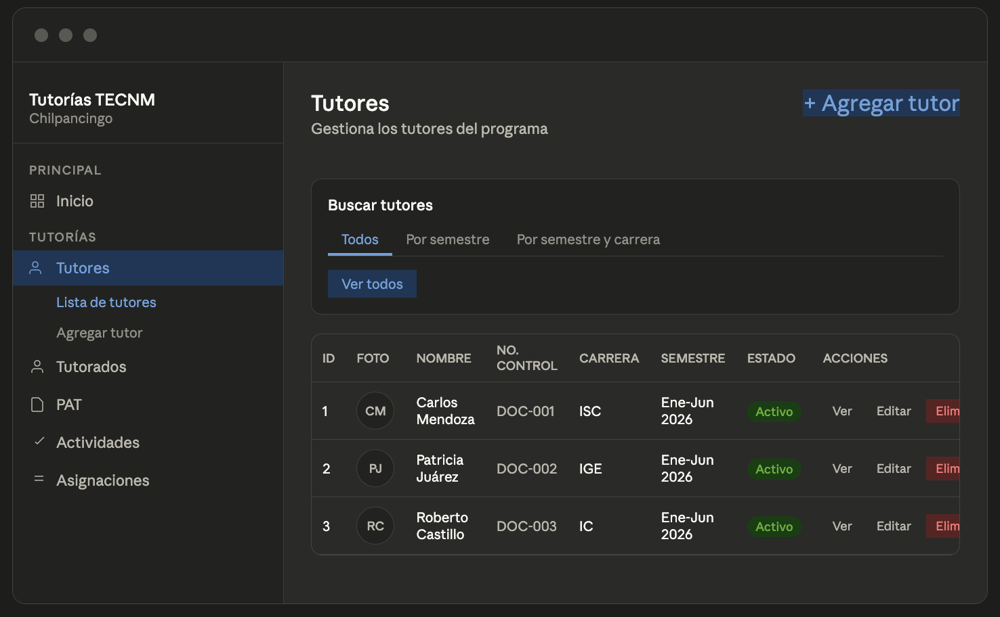 Tutorías TECNM
Chilpancingo
PRINCIPAL
Inicio
TUTORÍAS
Tutores
Lista de tutores
Agregar tutor
Tutorados
PAT
Actividades
Asignaciones
Tutores
+ Agregar tutor
Gestiona los tutores del programa
Buscar tutores
Todos Por semestre Por semestre y carrera
Ver todos
ID FOTO NOMBRE NO. CONTROL CARRERA SEMESTRE ESTADO ACCIONES
1 CM Carlos Mendoza DOC-001 ISC Ene-Jun 2026 Activo Ver Editar Elim
2 PJ Patricia Juárez DOC-002 IGE Ene-Jun 2026 Activo Ver Editar Elim
3 RC Roberto Castillo DOC-003 IC Ene-Jun 2026 Activo Ver Editar Elim